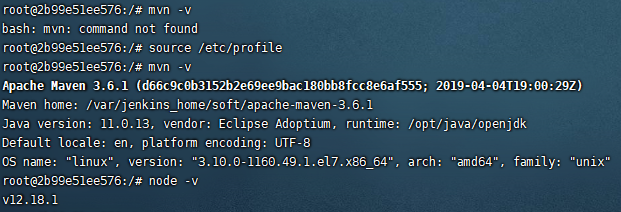 root@2b99e51ee576:/# mvn -v
bash: mvn: command not found
root@2b99e51ee576:/# source /etc/profile
root@2b99e51ee576:/# mvn -v
Apache Maven 3.6.1 (d66c9c0b3152b2e69ee9bac180bb8fcc8e6af555; 2019-04-04T19:00:29Z)
Maven home: /var/jenkins_home/soft/apache-maven-3.6.1
Java version: 11.0.13, vendor: Eclipse Adoptium, runtime: /opt/java/openjdk
Default locale: en, platform encoding: UTF-8
OS name: "linux", version: "3.10.0-1160.49.1.el7.x86_64", arch: "amd64", family: "unix"
root@2b99e51ee576:/# node -v
v12.18.1